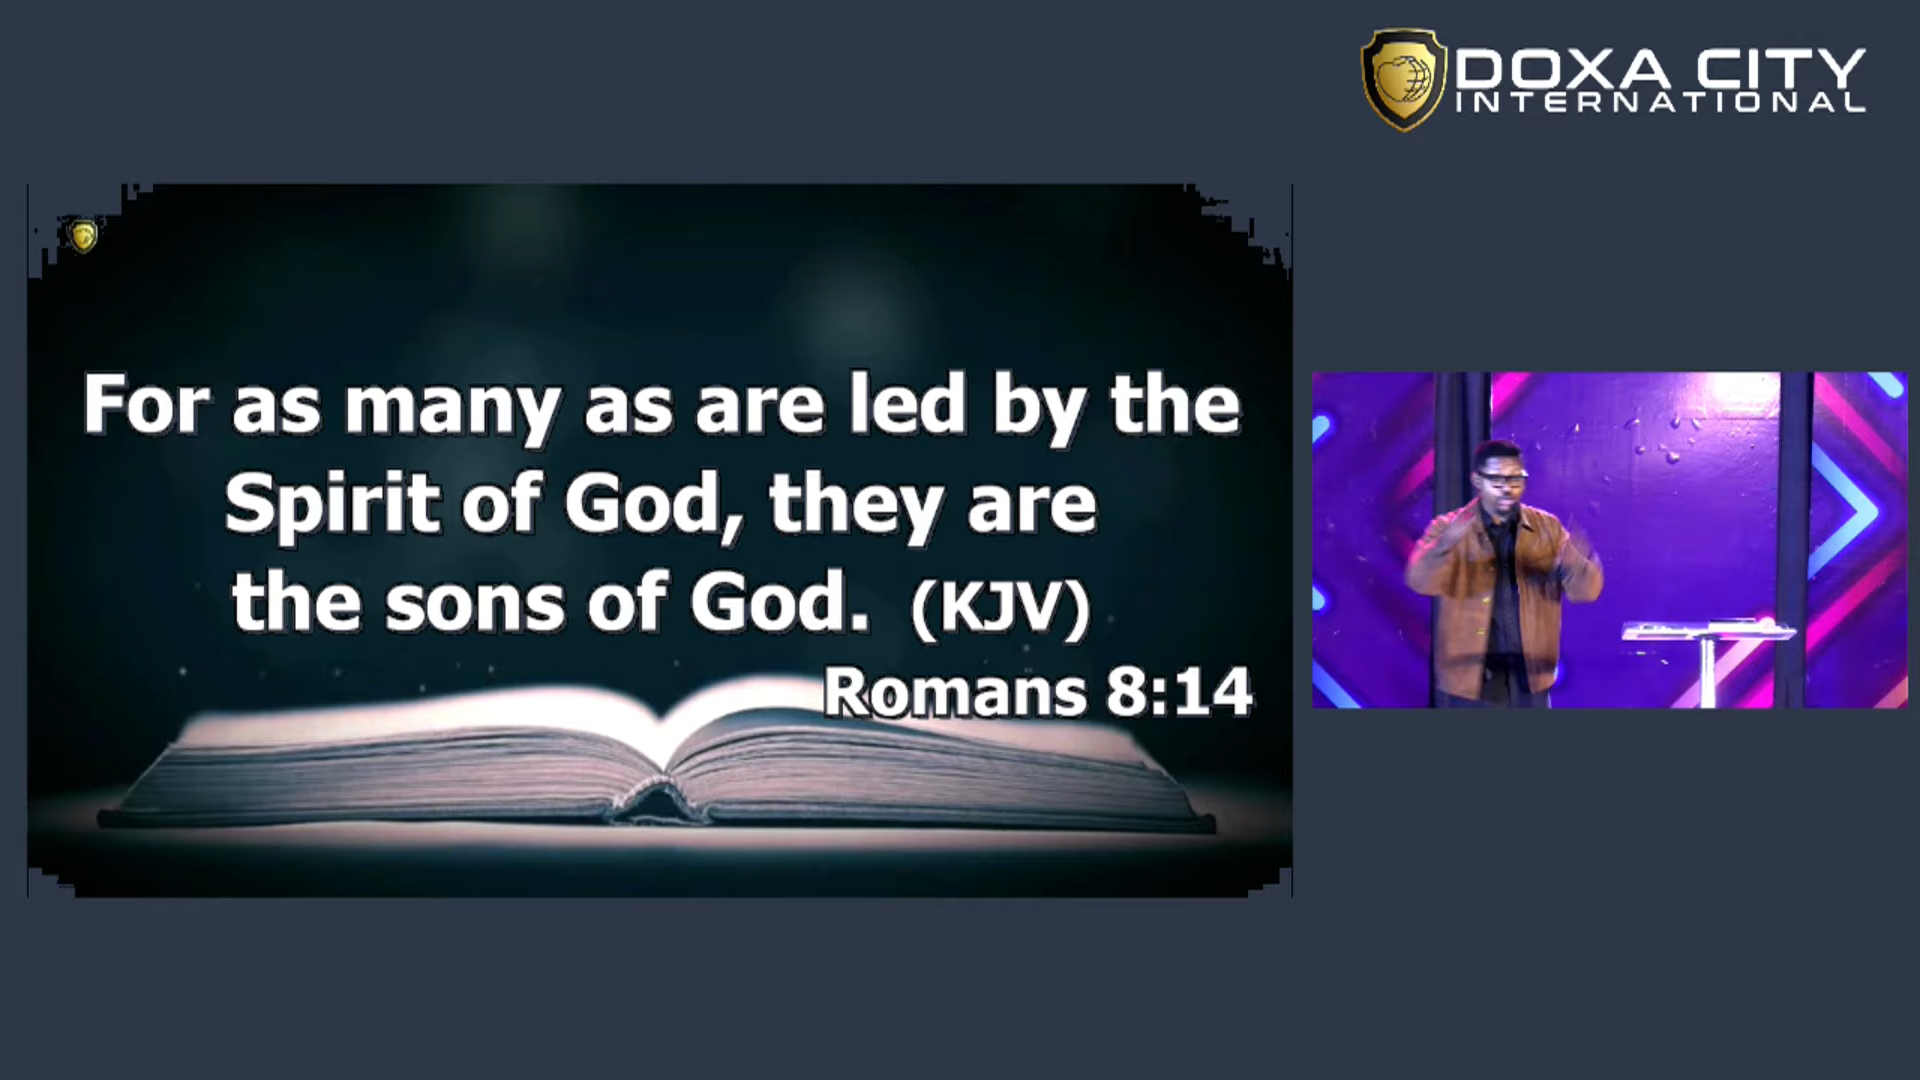 DOXA CITY
INTERNATIONAL
For as many as are led by the
Spirit of God, they are
the sons of God. (KJV)
Romans 8:14